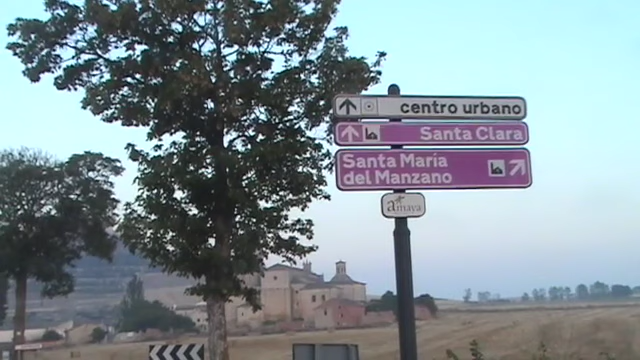 centro urbano
Santa Clara
Santa María
del Manzano
amaya